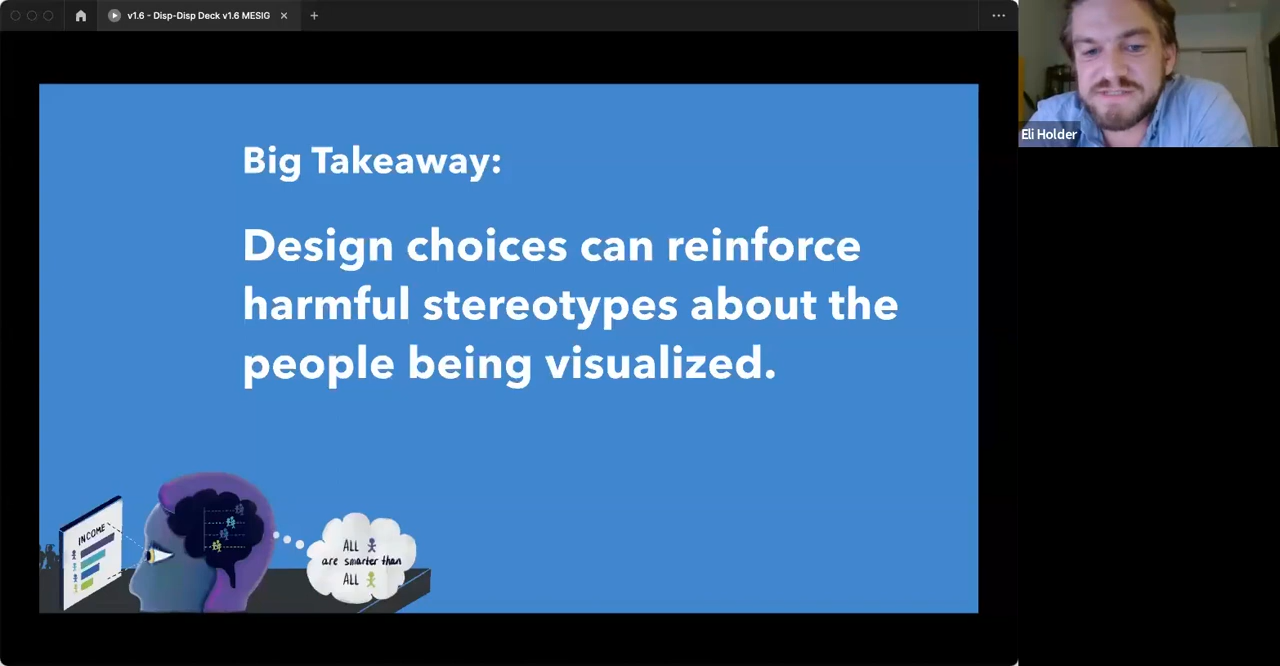 v1.6 - Disp-Disp Deck v1.6 MESIG
Eli Holder
Big Takeaway:
Design choices can reinforce
harmful stereotypes about the
people being visualized.
INCOME
ALL
are smarter than
ALL